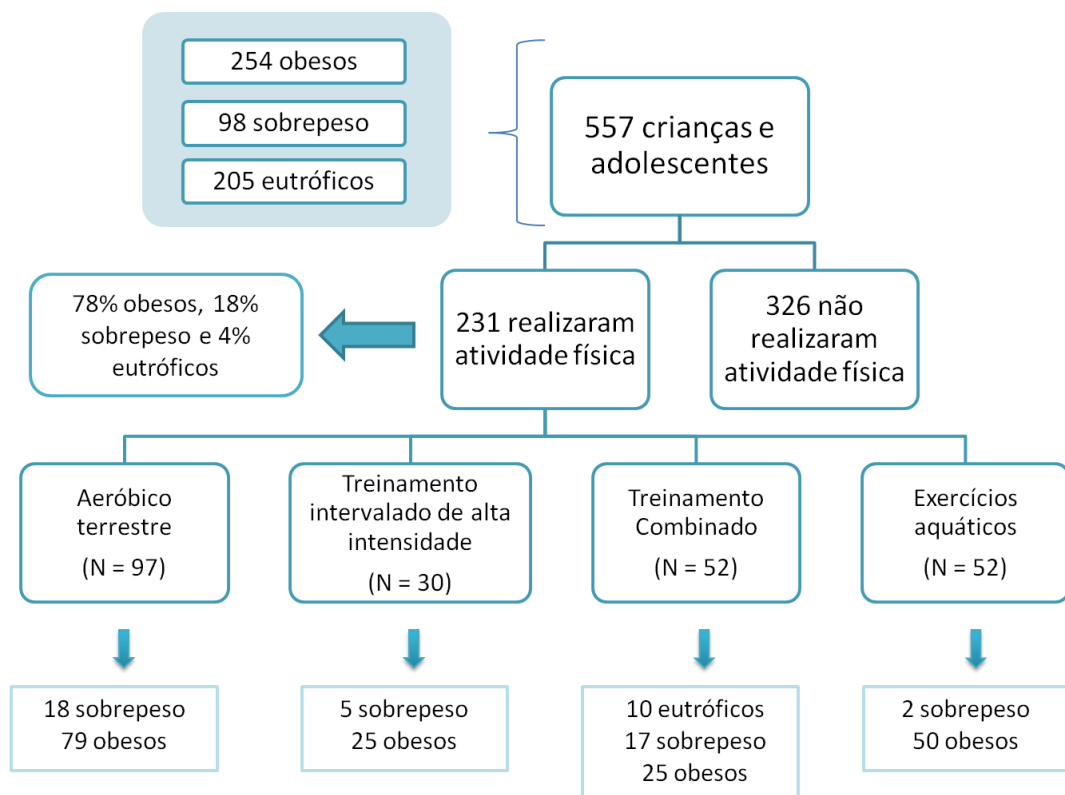 254 obesos
98 sobrepeso
205 eutróficos
557 crianças e
adolescentes
78% obesos, 18%
sobrepeso e 4%
eutróficos
231 realizaram
atividade física
326 não
realizaram
atividade física
Aeróbico
terrestre
(N = 97)
Treinamento
intervalado de alta
intensidade
(N = 30)
Treinamento
Combinado
(N = 52)
Exercícios
aquáticos
(N = 52)
18 sobrepeso
79 obesos
5 sobrepeso
25 obesos
10 eutróficos
17 sobrepeso
25 obesos
2 sobrepeso
50 obesos